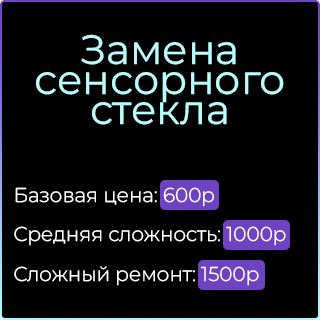 Замена
сенсорного
стекла
Базовая цена: 600р
Средняя сложность: 1000р
Сложный ремонт: 1500р